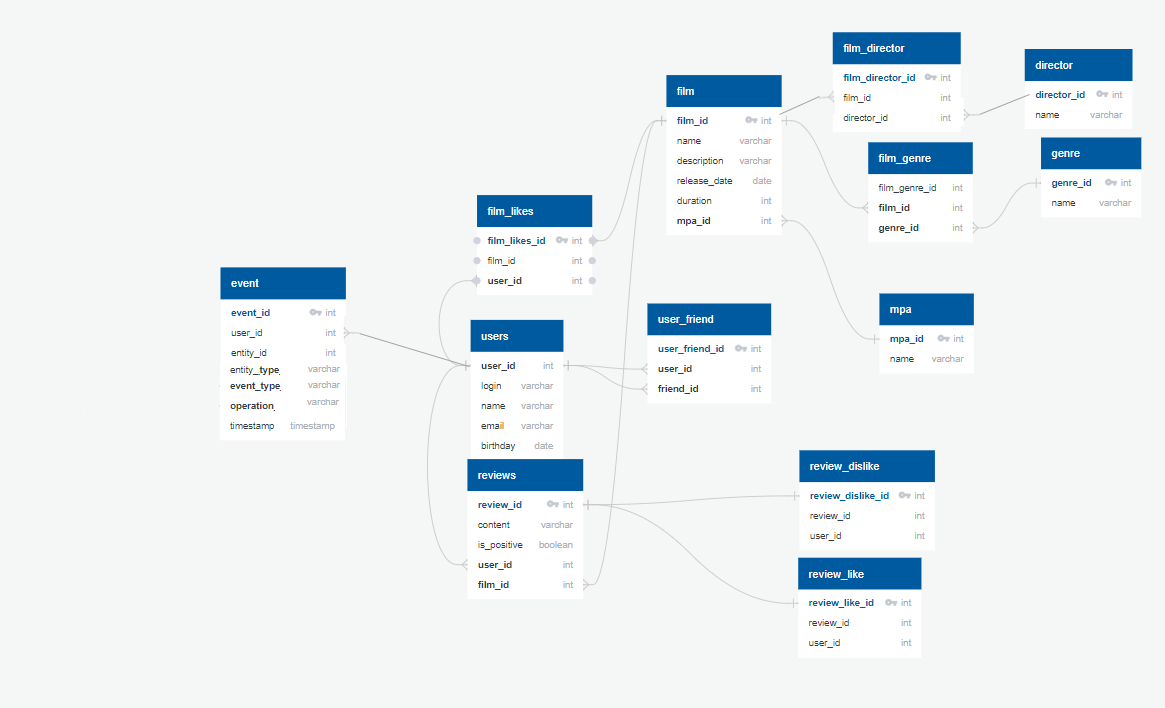 film_director
film_director_id int
film_id int
director_id int
director
director_id int
name varchar
film
film_id int
name varchar
description varchar
release_date date
duration int
mpa_id int
film_genre
film_genre_id int
film_id int
genre_id int
genre
genre_id int
name varchar
film_likes
film_likes_id int
film_id int
user_id int
event
event_id int
user_id int
entity_id int
entity_type varchar
event_type varchar
operation varchar
timestamp timestamp
users
user_id int
login varchar
name varchar
email varchar
birthday date
user_friend
user_friend_id int
user_id int
friend_id int
mpa
mpa_id int
name varchar
reviews
review_id int
content varchar
is_positive boolean
user_id int
film_id int
review_dislike
review_dislike_id int
review_id int
user_id int
review_like
review_like_id int
review_id int
user_id int